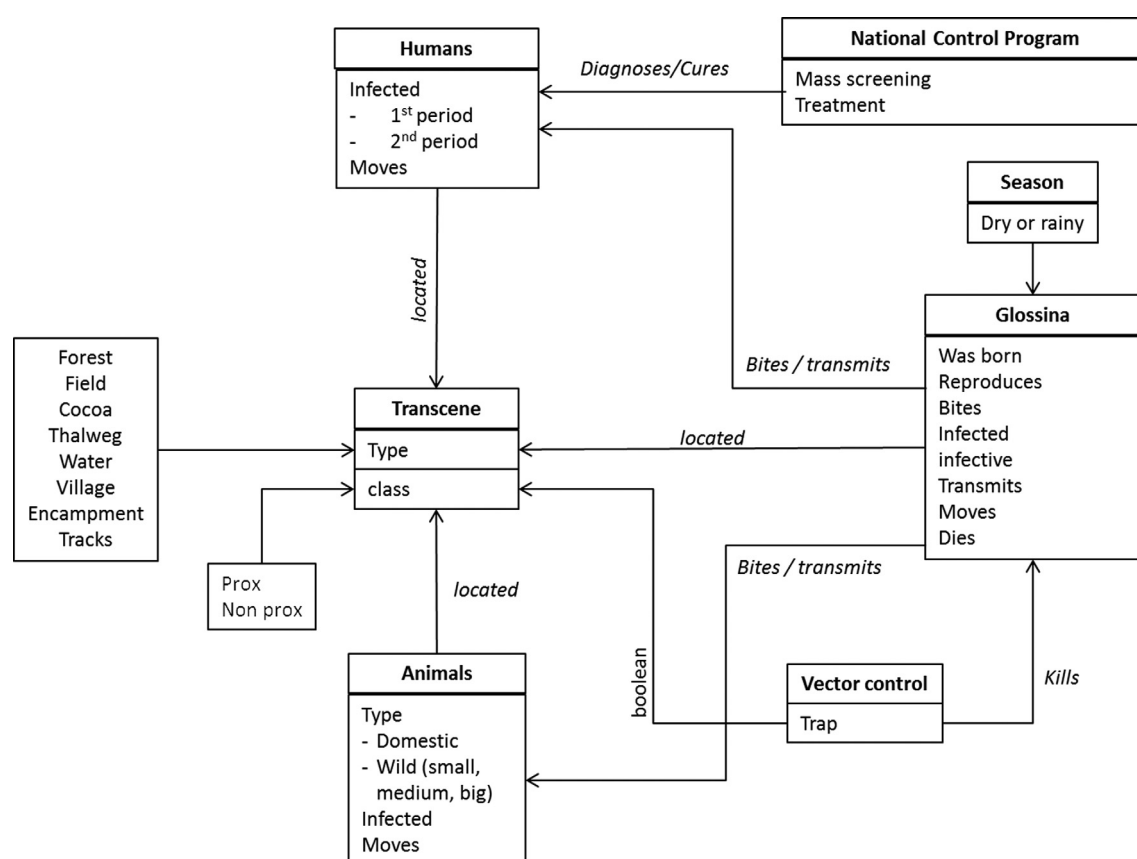 Humans
Infected
- 1st period
- 2nd period
Moves
Diagnoses/Cures
National Control Program
Mass screening
Treatment
Season
Dry or rainy
located
Bites / transmits
Glossina
Was born
Reproduces
Bites
Infected
infective
Transmits
Moves
Dies
Forest
Field
Cocoa
Thalweg
Water
Village
Encampment
Tracks
Transcene
Type
class
located
Prox
Non prox
located
Bites / transmits
Animals
Type
- Domestic
- Wild (small,
medium, big)
Infected
Moves
boolean
Vector control
Trap
Kills